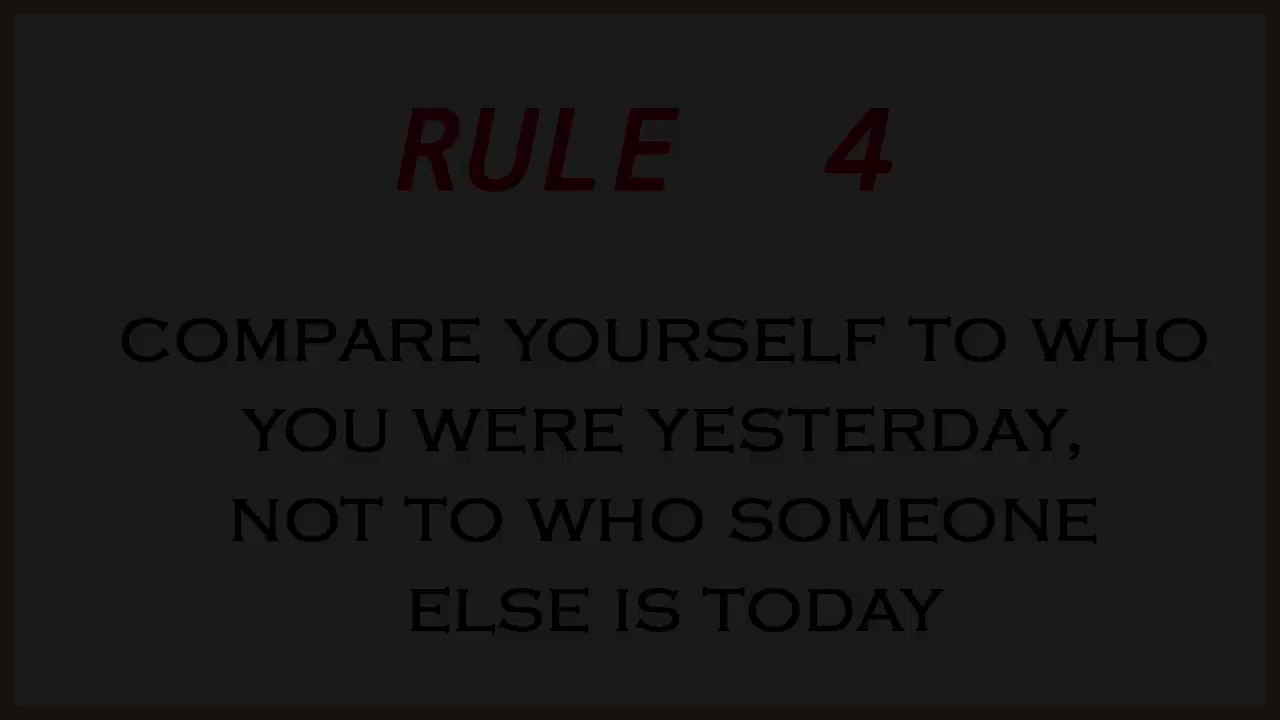 RULE 4
COMPARE YOURSELF TO WHO
YOU WERE YESTERDAY,
NOT TO WHO SOMEONE
ELSE IS TODAY